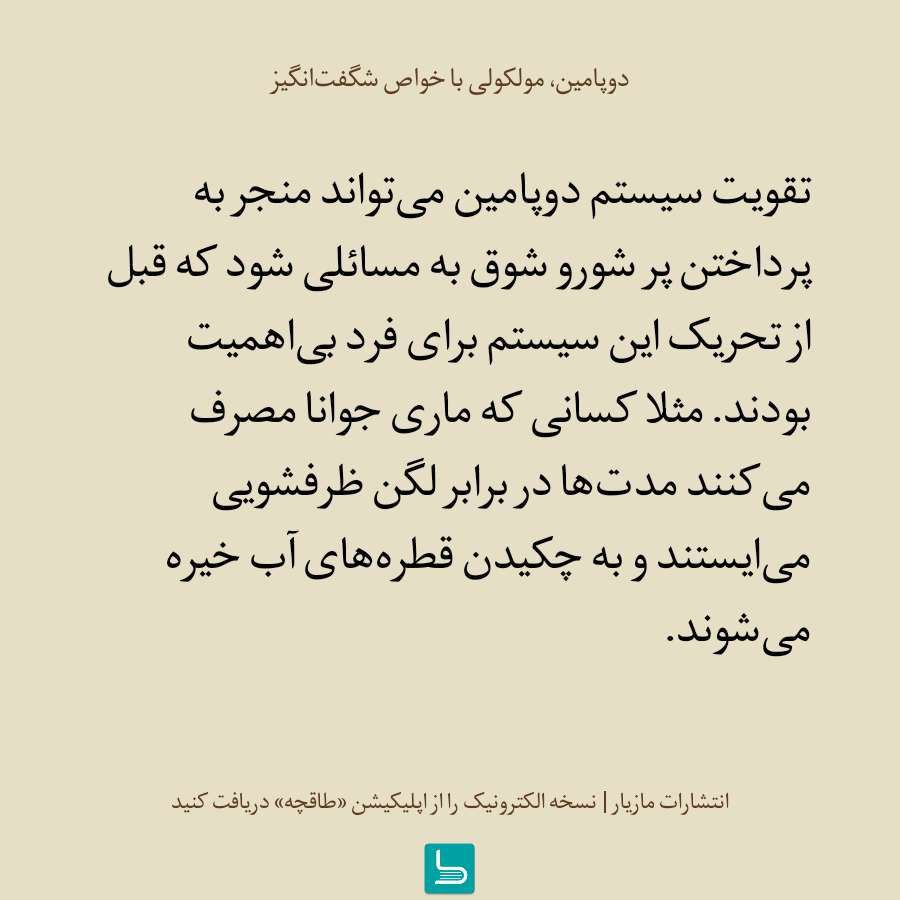 دوپامین، مولکولی با خواص شگفت‌انگیز
تقویت سیستم دوپامین می‌تواند منجر به
پرداختن پر شورو شوق به مسائلی شود که قبل
از تحریک این سیستم برای فرد بی‌اهمیت
بودند. مثلا کسانی که ماری جوانا مصرف
می‌کنند مدت‌ها در برابر لگن ظرفشویی
می‌ایستند و به چکیدن قطره‌های آب خیره
می‌شوند.
انتشارات مازیار | نسخه الکترونیک را از اپلیکیشن «طاقچه» دریافت کنید